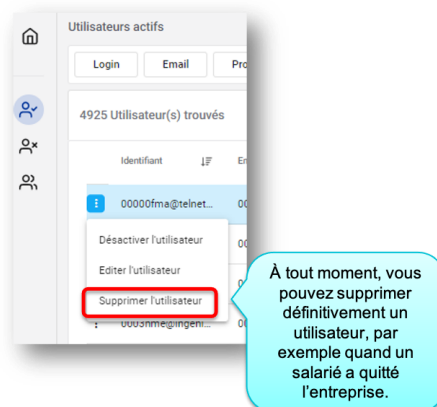 Utilisateurs actifs
Login
Email
4925 Utilisateur(s) trouvés
Identifiant
00000fma@telnet...
Désactiver l'utilisateur
Editer l'utilisateur
Supprimer l'utilisateur
À tout moment, vous
pouvez supprimer
définitivement un
utilisateur, par
exemple quand un
salarié a quitté
l'entreprise.